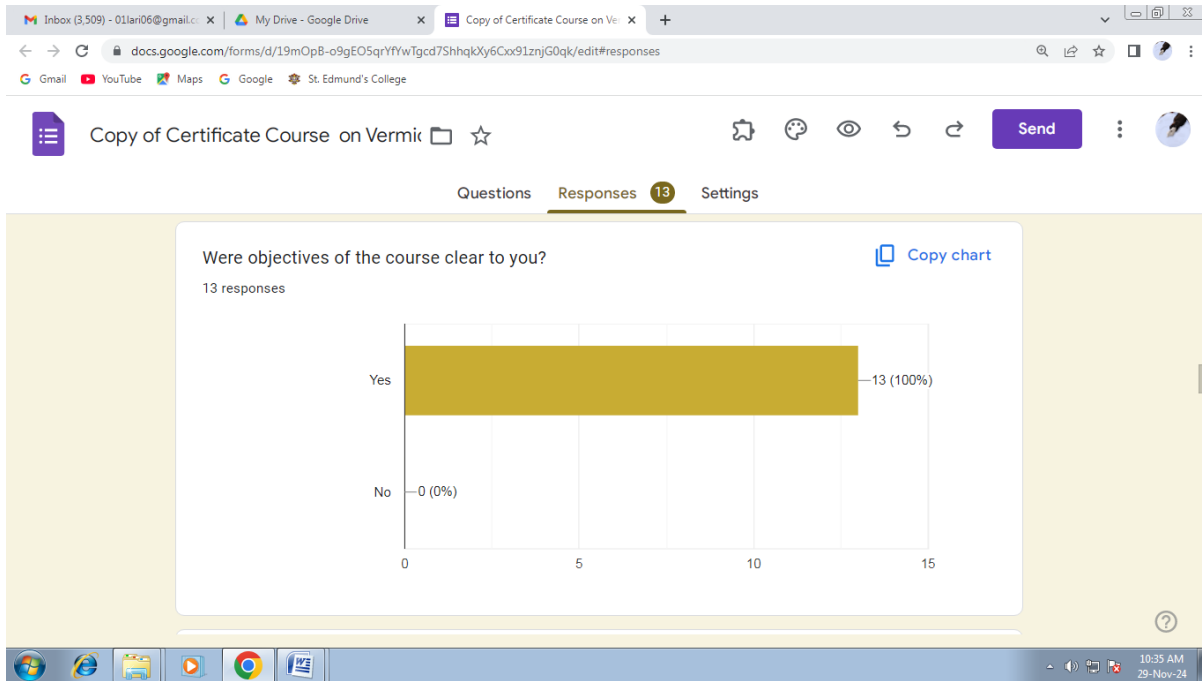 Inbox (3,509) - 01lari06@gmail.cc
My Drive - Google Drive
Copy of Certificate Course on Ve
docs.google.com/forms/d/19mOpB-o9gEO5qrYfYwTgcd7ShhqkXy6Cxx91znjG0qk/edit#responses
Gmail YouTube Maps Google St. Edmund's College
Copy of Certificate Course on Vermic
Send
Questions Responses 13 Settings
Were objectives of the course clear to you?
Copy chart
13 responses
Yes 13 (100%)
No 0 (0%)
0 5 10 15
10:35 AM
29-Nov-24